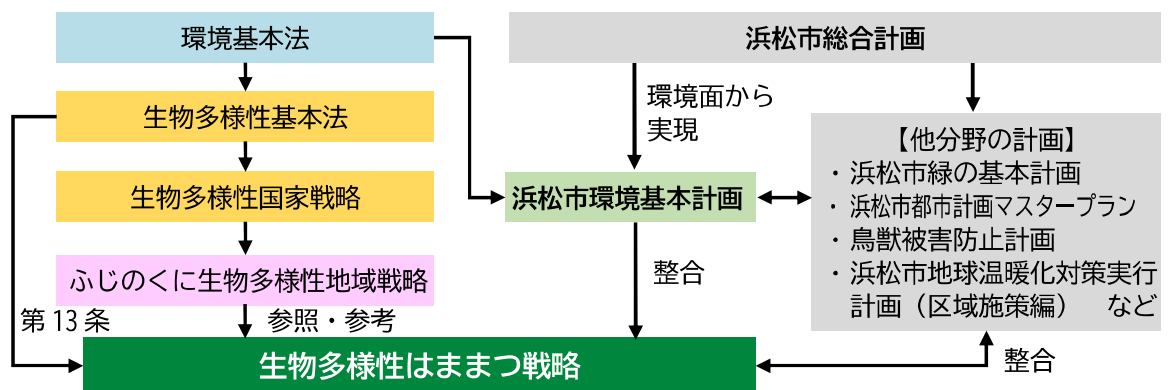 環境基本法
浜松市総合計画
生物多様性基本法
環境面から
実現
【他分野の計画】
・浜松市緑の基本計画
・浜松市都市計画マスタープラン
・鳥獣被害防止計画
・浜松市地球温暖化対策実行
計画（区域施策編）　など
生物多様性国家戦略
浜松市環境基本計画
ふじのくに生物多様性地域戦略
整合
第13条
参照・参考
生物多様性はままつ戦略
整合